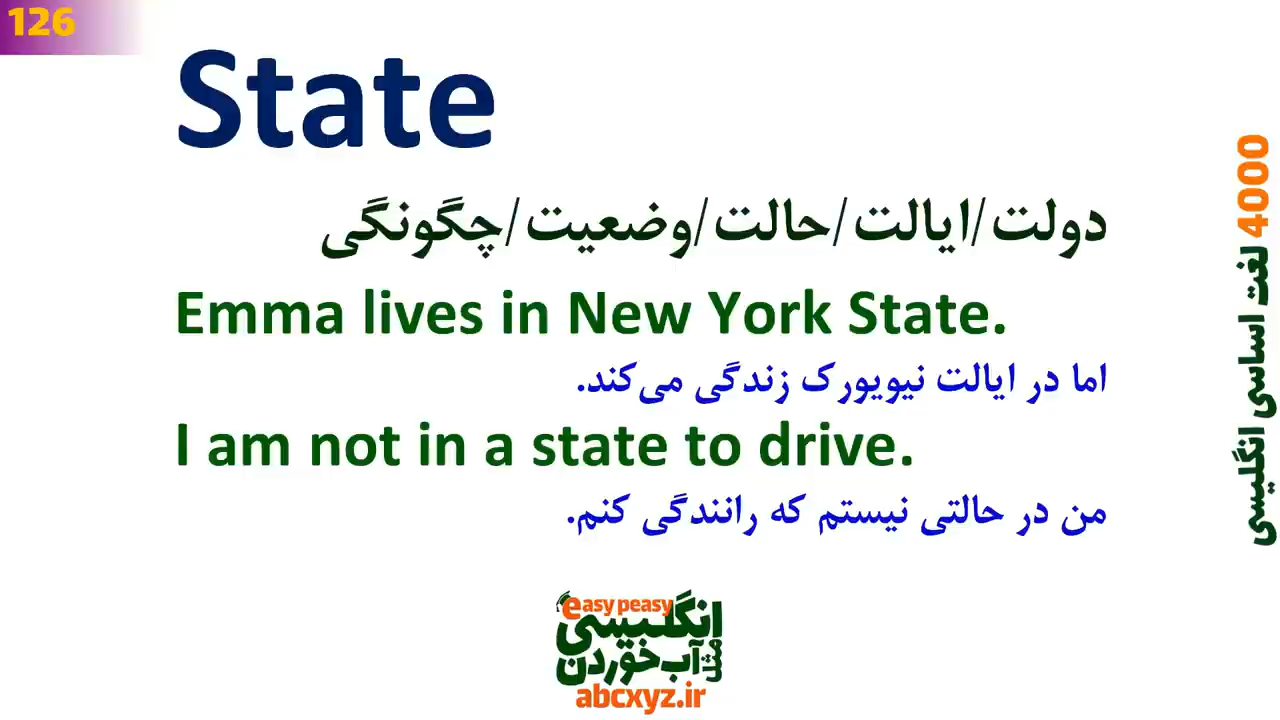 126
State
دولت/ایالت/حالت/وضعیت/چگونگی
Emma lives in New York State.
اما در ایالت نیویورک زندگی می‌کند.
I am not in a state to drive.
من در حالتی نیستم که رانندگی کنم.
4000 لغت اساسی انگلیسی
easy peasy
انگلیسی
مثل آب خوردن
abcxyz.ir